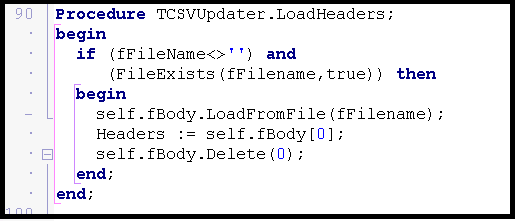 90 Procedure TCSVUpdater.LoadHeaders;
begin
if (fFileName<>'') and
(FileExists(fFilename,true)) then
begin
self.fBody.LoadFromFile(fFilename);
Headers := self.fBody[0];
self.fBody.Delete(0);
end;
end;